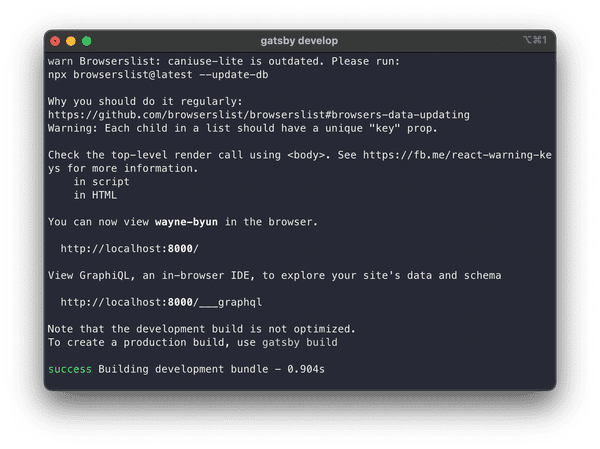 gatsby develop
⌥⌘1
warn Browserslist: caniuse-lite is outdated. Please run:
npx browserslist@latest --update-db
Why you should do it regularly:
https://github.com/browserslist/browserslist#browsers-data-updating
Warning: Each child in a list should have a unique "key" prop.
Check the top-level render call using <body>. See https://fb.me/react-warning-ke
ys for more information.
    in script
    in HTML
You can now view wayne-byun in the browser.
  http://localhost:8000/
View GraphiQL, an in-browser IDE, to explore your site's data and schema
  http://localhost:8000/___graphql
Note that the development build is not optimized.
To create a production build, use gatsby build
success Building development bundle - 0.904s